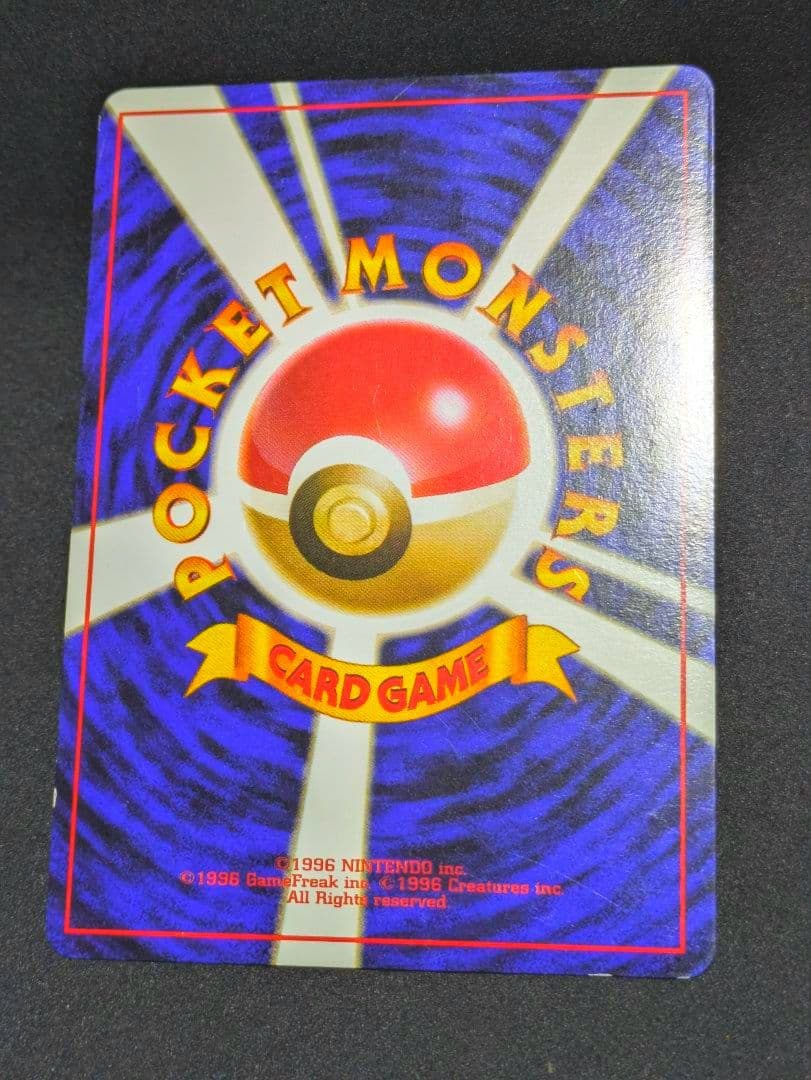 POCKET MONSTERS
CARD GAME
©1996 NINTENDO inc.
©1996 GameFreak inc. ©1996 Creatures inc.
All Rights reserved.